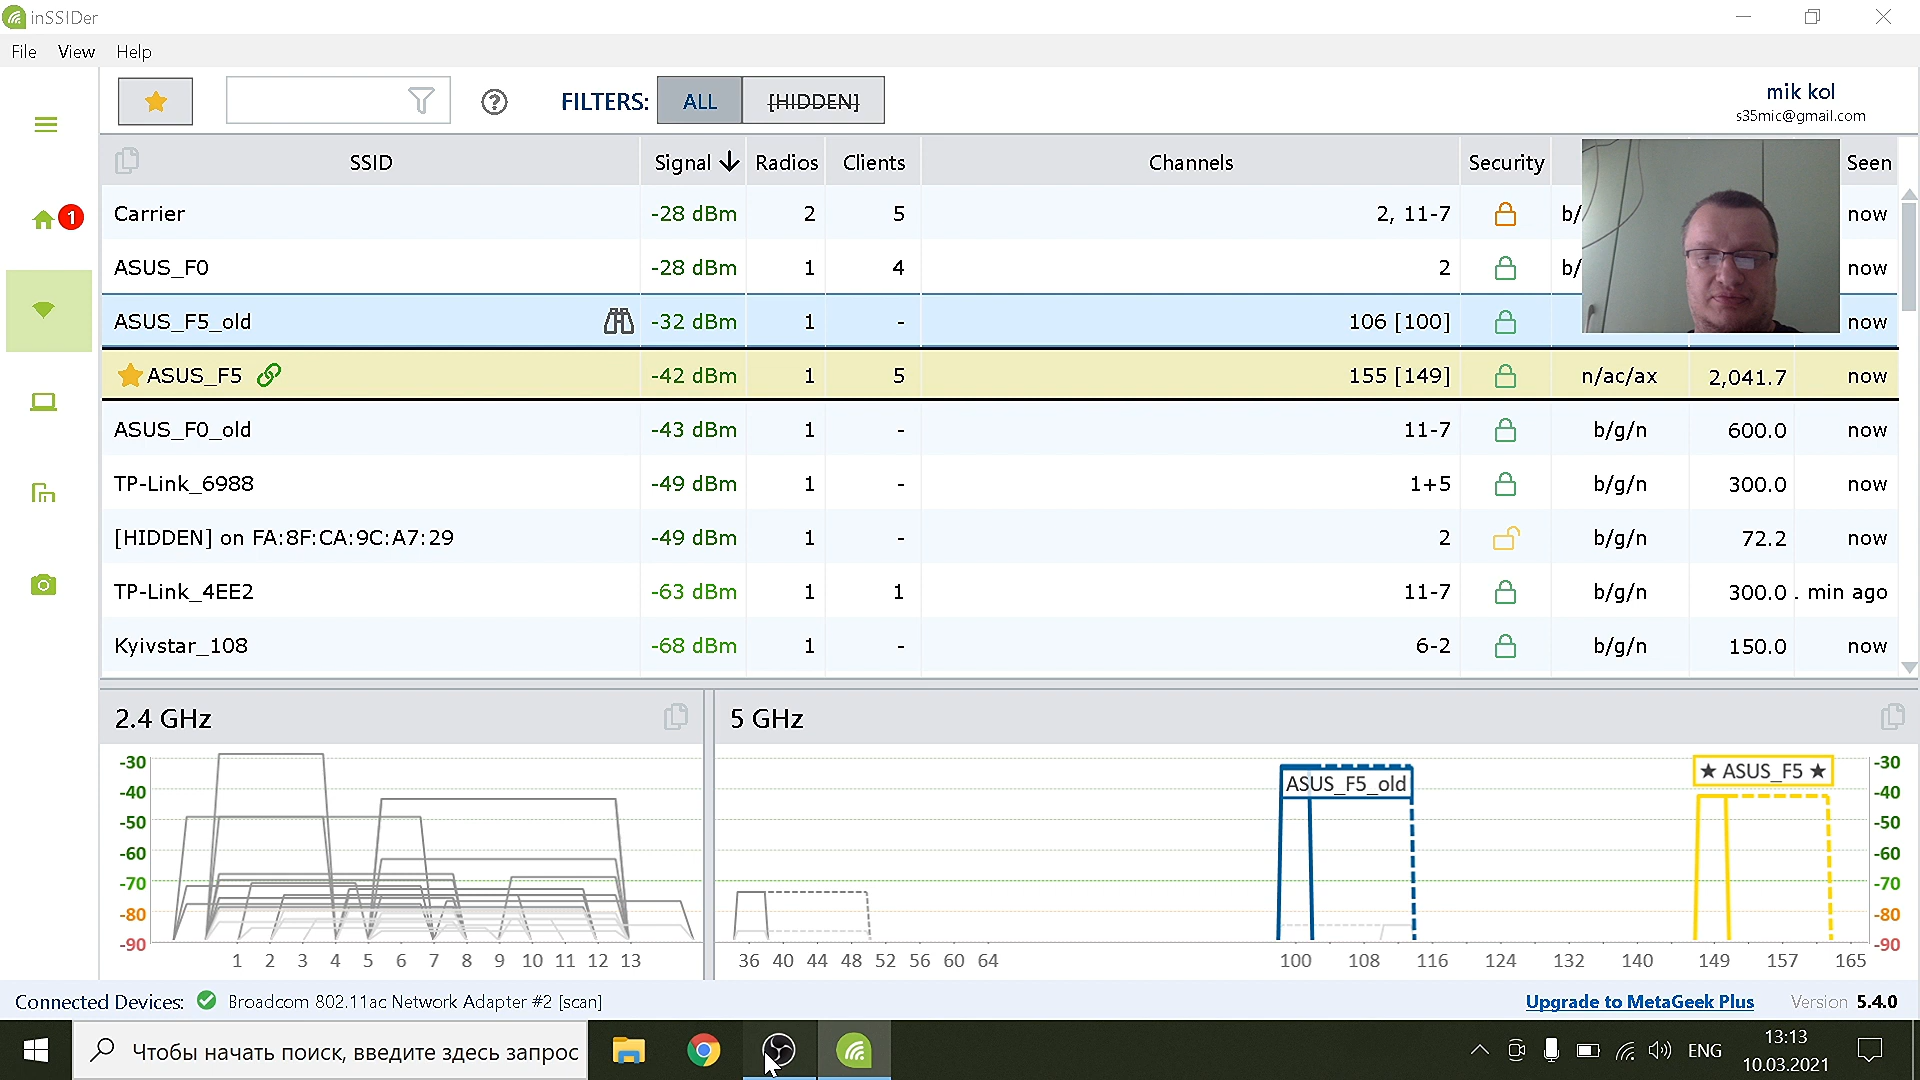 inSSIDer
File View Help
FILTERS: ALL [HIDDEN]
mik kol
s35mic@gmail.com
SSID Signal Radios Clients Channels Security Seen
Carrier -28 dBm 2 5 2, 11-7 b/ now
ASUS_F0 -28 dBm 1 4 2 b/ now
ASUS_F5_old -32 dBm 1 - 106 [100] now
ASUS_F5 -42 dBm 1 5 155 [149] n/ac/ax 2,041.7 now
ASUS_F0_old -43 dBm 1 - 11-7 b/g/n 600.0 now
TP-Link_6988 -49 dBm 1 - 1+5 b/g/n 300.0 now
[HIDDEN] on FA:8F:CA:9C:A7:29 -49 dBm 1 - 2 b/g/n 72.2 now
TP-Link_4EE2 -63 dBm 1 1 11-7 b/g/n 300.0 . min ago
Kyivstar_108 -68 dBm 1 - 6-2 b/g/n 150.0 now
1
2.4 GHz
-30
-40
-50
-60
-70
-80
-90
1 2 3 4 5 6 7 8 9 10 11 12 13
5 GHz
ASUS_F5_old
★ ASUS_F5 ★
-30
-40
-50
-60
-70
-80
-90
36 40 44 48 52 56 60 64 100 108 116 124 132 140 149 157 165
Connected Devices: Broadcom 802.11ac Network Adapter #2 [scan]
Upgrade to MetaGeek Plus Version 5.4.0
Чтобы начать поиск, введите здесь запрос
ENG
13:13
10.03.2021